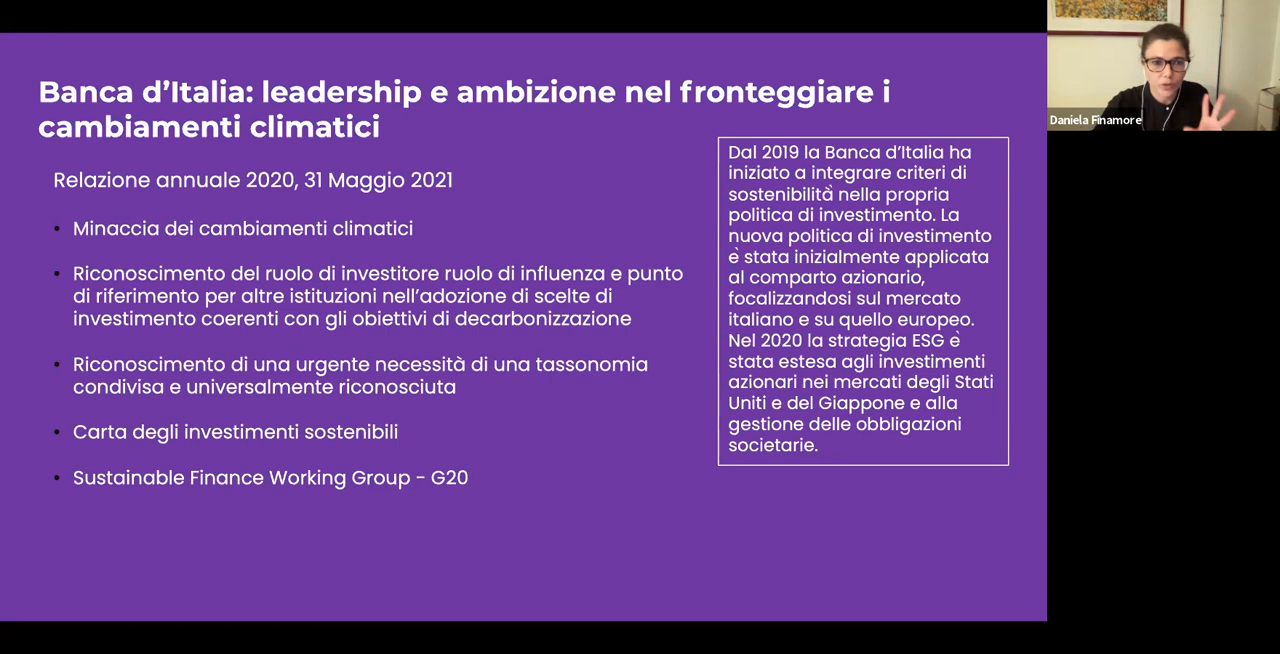 Banca d’Italia: leadership e ambizione nel fronteggiare i
cambiamenti climatici
Relazione annuale 2020, 31 Maggio 2021
• Minaccia dei cambiamenti climatici
• Riconoscimento del ruolo di investitore ruolo di influenza e punto
di riferimento per altre istituzioni nell’adozione di scelte di
investimento coerenti con gli obiettivi di decarbonizzazione
• Riconoscimento di una urgente necessità di una tassonomia
condivisa e universalmente riconosciuta
• Carta degli investimenti sostenibili
• Sustainable Finance Working Group - G20
Dal 2019 la Banca d’Italia ha
iniziato a integrare criteri di
sostenibilità nella propria
politica di investimento. La
nuova politica di investimento
è stata inizialmente applicata
al comparto azionario,
focalizzandosi sul mercato
italiano e su quello europeo.
Nel 2020 la strategia ESG è
stata estesa agli investimenti
azionari nei mercati degli Stati
Uniti e del Giappone e alla
gestione delle obbligazioni
societarie.
Daniela Finamore